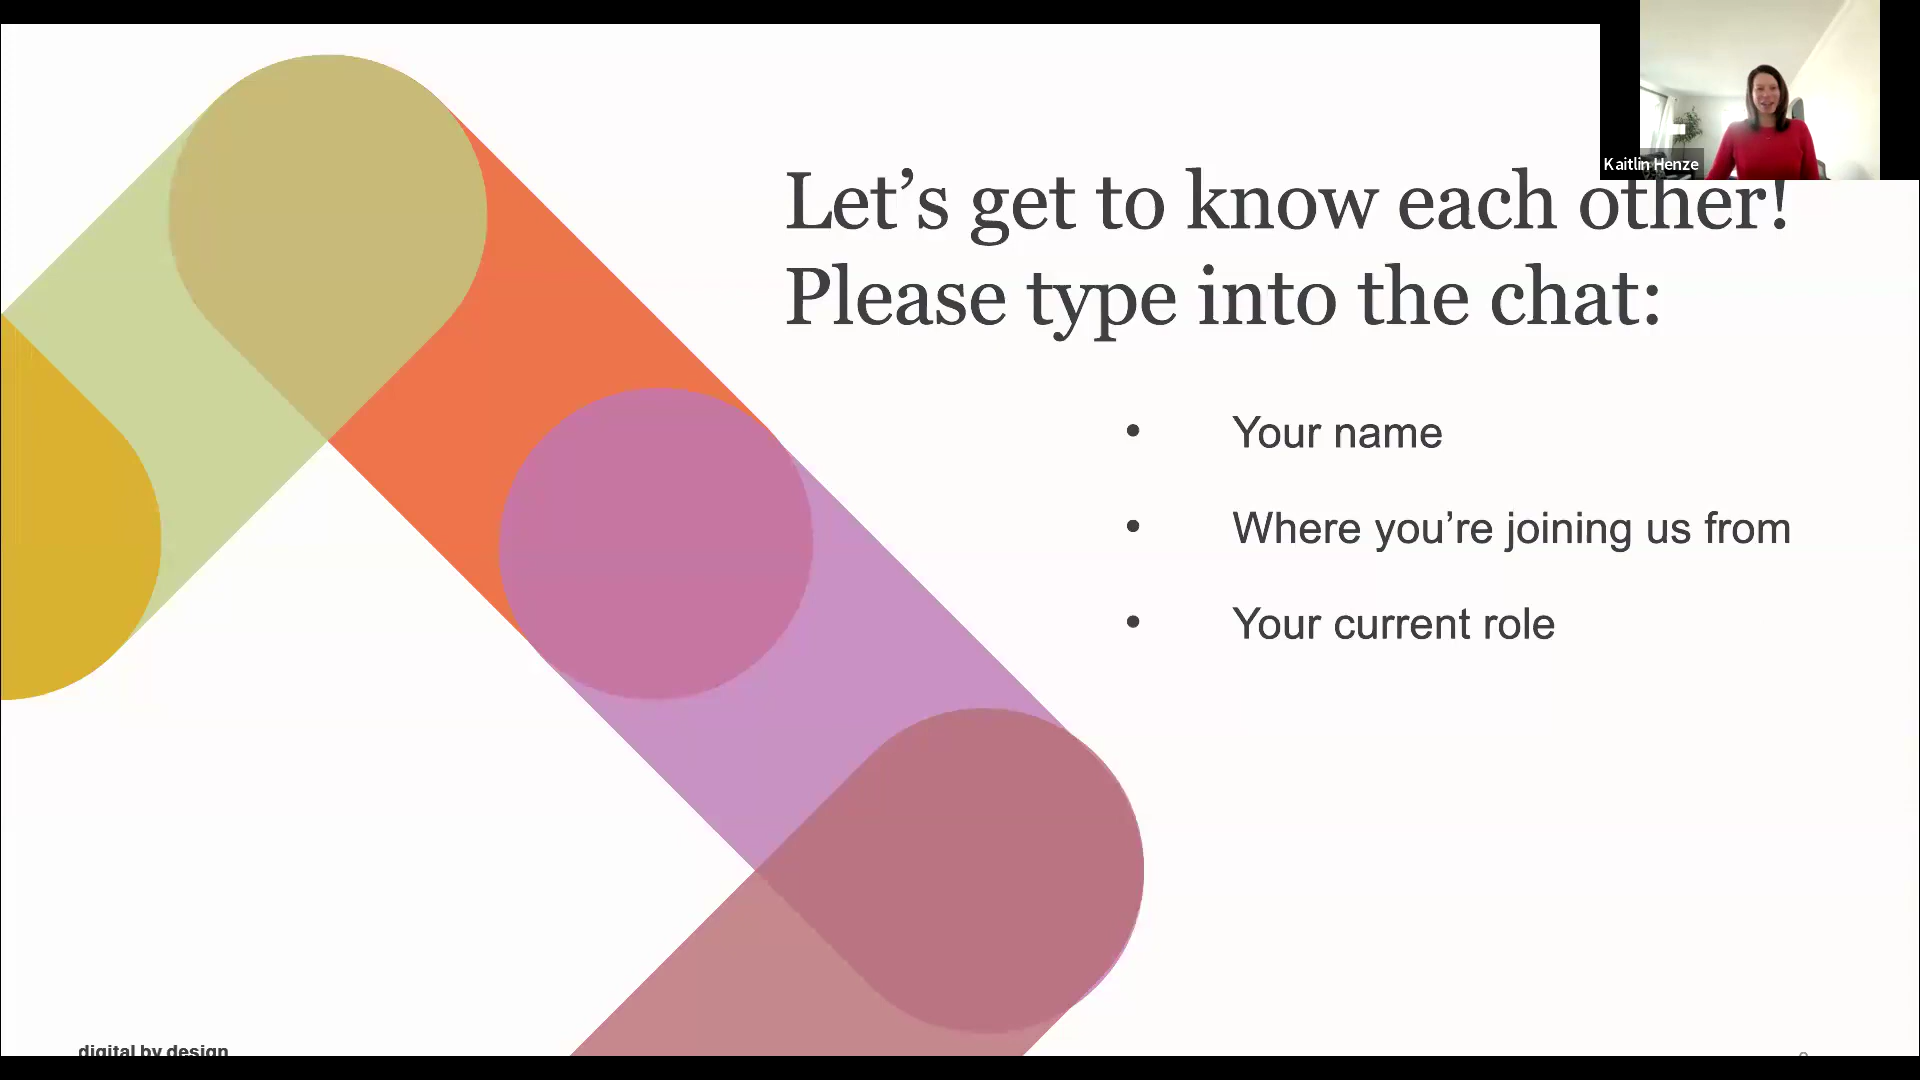 Kaitlin Henze
Let’s get to know each other!
Please type into the chat:
• Your name
• Where you’re joining us from
• Your current role
digital by design